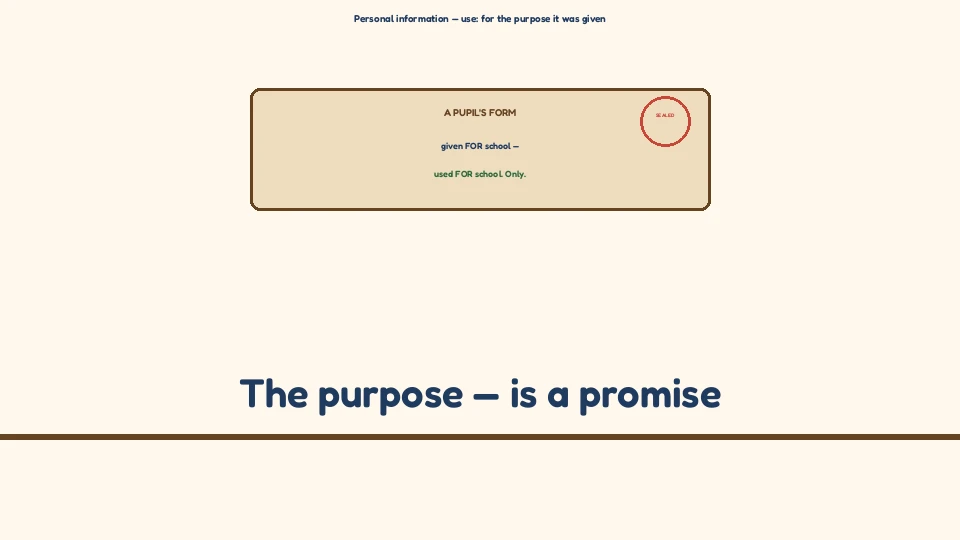 Personal information — use: for the purpose it was given
A PUPIL'S FORM
SEALED
given FOR school —
used FOR school. Only.
The purpose — is a promise